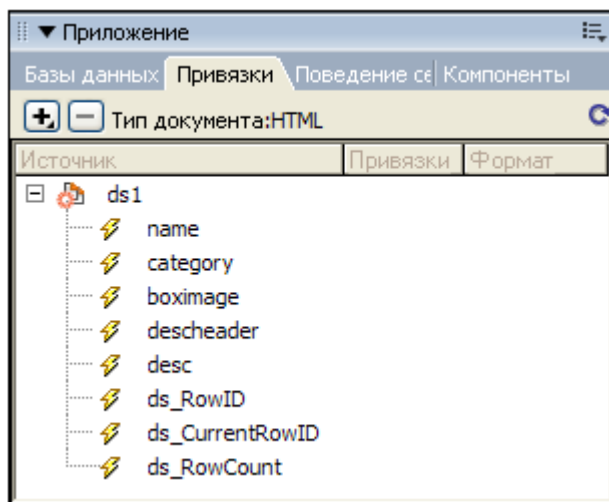 Приложение
Базы данных Привязки Поведение се Компоненты
Тип документа:HTML
Источник Привязки Формат
ds1
name
category
boximage
descheader
desc
ds_RowID
ds_CurrentRowID
ds_RowCount